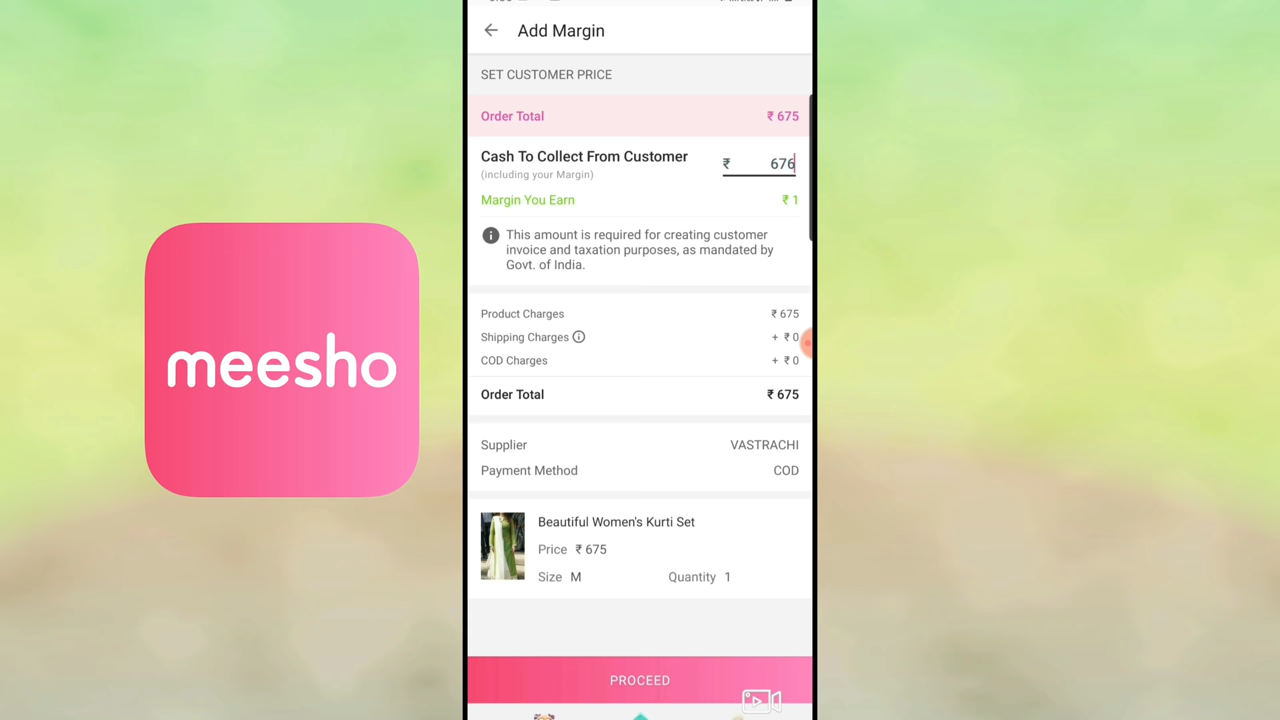 Add Margin
SET CUSTOMER PRICE
Order Total ₹ 675
Cash To Collect From Customer ₹ 676
(including your Margin)
Margin You Earn ₹ 1
This amount is required for creating customer
invoice and taxation purposes, as mandated by
Govt. of India.
Product Charges ₹ 675
Shipping Charges + ₹ 0
COD Charges + ₹ 0
Order Total ₹ 675
Supplier VASTRACHI
Payment Method COD
Beautiful Women's Kurti Set
Price ₹ 675
Size M Quantity 1
PROCEED
meesho